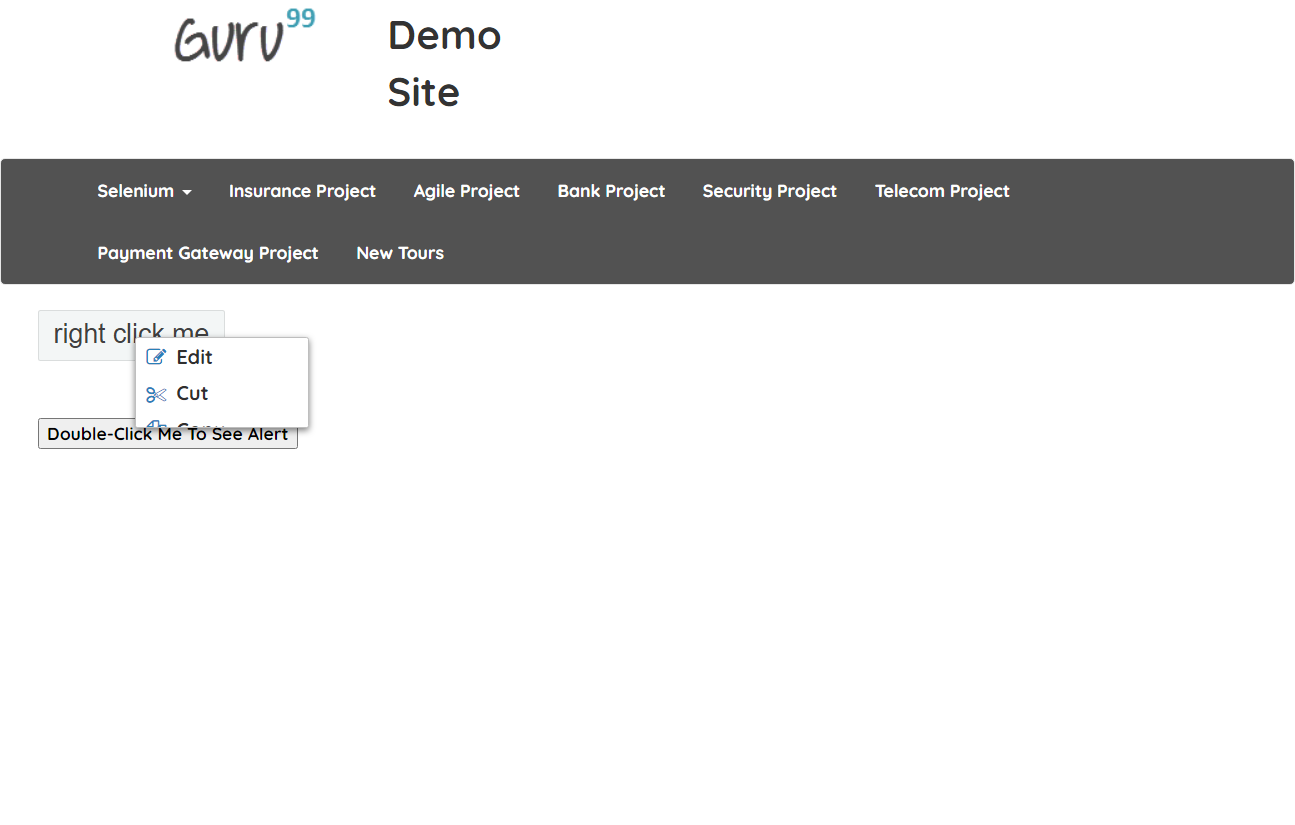 Guru99
Demo
Site
Selenium Insurance Project Agile Project Bank Project Security Project Telecom Project
Payment Gateway Project New Tours
right click me
Edit
Cut
Double-Click Me To See Alert